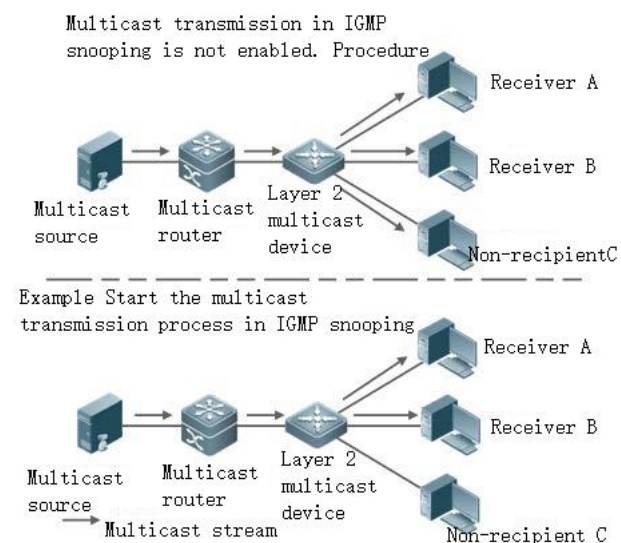 Multicast transmission in IGMP
snooping is not enabled. Procedure
Receiver A
Receiver B
Multicast
source
Multicast
router
Layer 2
multicast
device
Non-recipientC
Example Start the multicast
transmission process in IGMP snooping
Receiver A
Receiver B
Multicast
source
Multicast
router
Layer 2
multicast
device
Multicast stream
Non-recipient C